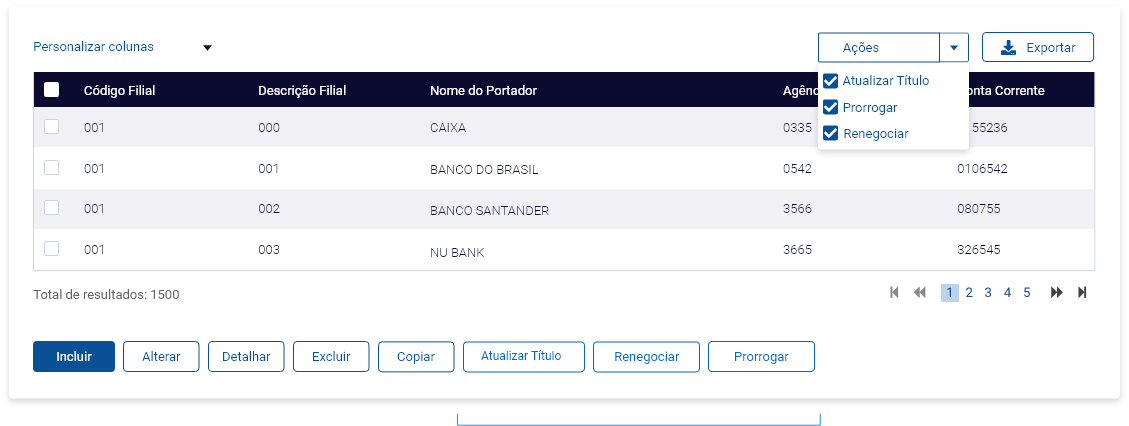 Personalizar colunas
Ações
Exportar
Atualizar Título
Prorrogar
Renegociar
Código Filial Descrição Filial Nome do Portador Agênc onta Corrente
001 000 CAIXA 0335 55236
001 001 BANCO DO BRASIL 0542 0106542
001 002 BANCO SANTANDER 3566 080755
001 003 NU BANK 3665 326545
Total de resultados: 1500
1 2 3 4 5
Incluir Alterar Detalhar Excluir Copiar Atualizar Título Renegociar Prorrogar